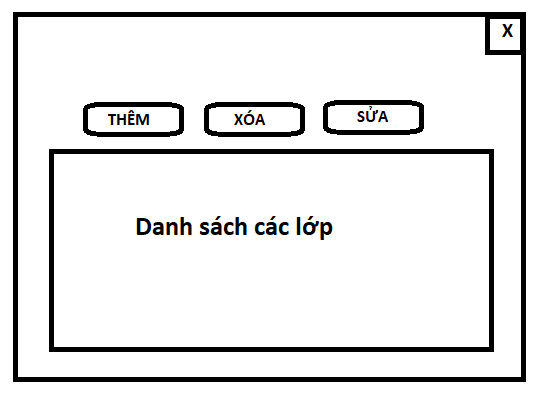 X
THÊM
XÓA
SỬA
Danh sách các lớp